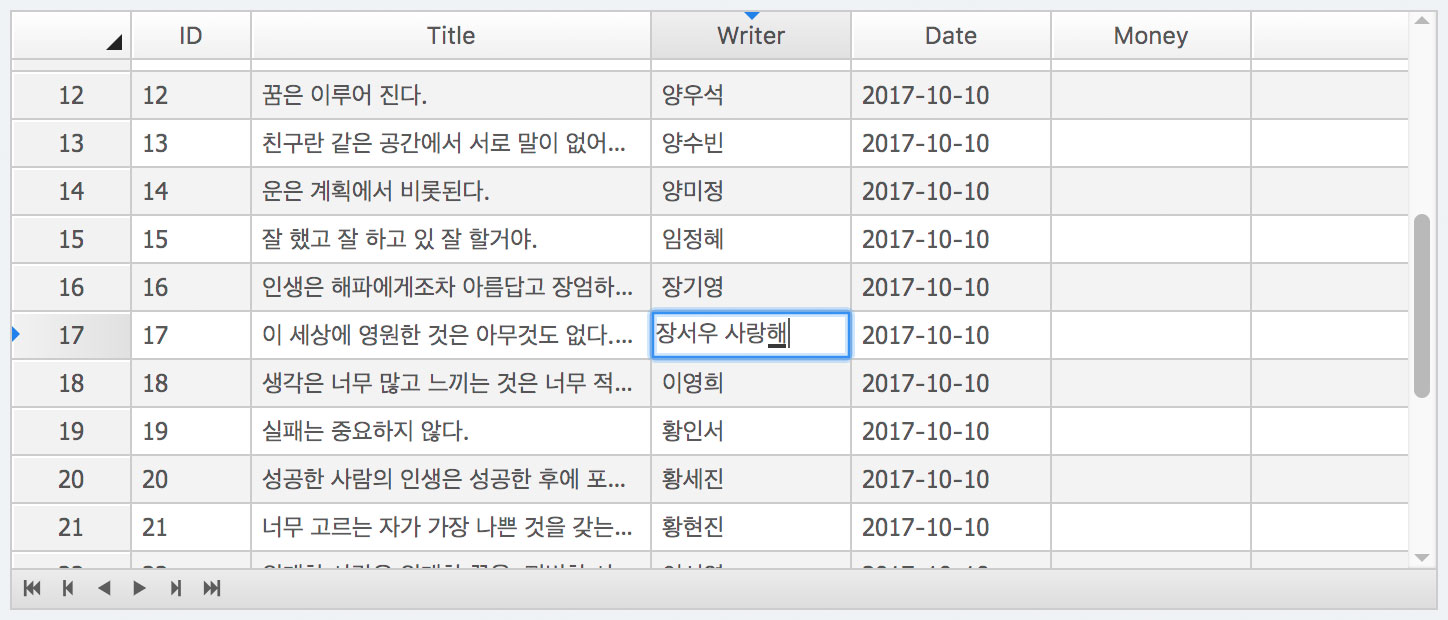 ID Title Writer Date Money
12 12 꿈은 이루어 진다. 양우석 2017-10-10
13 13 친구란 같은 공간에서 서로 말이 없어... 양수빈 2017-10-10
14 14 운은 계획에서 비롯된다. 양미정 2017-10-10
15 15 잘 했고 잘 하고 있 잘 할거야. 임정혜 2017-10-10
16 16 인생은 해파에게조차 아름답고 장엄하... 장기영 2017-10-10
17 17 이 세상에 영원한 것은 아무것도 없다.... 장서우 사랑해 2017-10-10
18 18 생각은 너무 많고 느끼는 것은 너무 적... 이영희 2017-10-10
19 19 실패는 중요하지 않다. 황인서 2017-10-10
20 20 성공한 사람의 인생은 성공한 후에 포... 황세진 2017-10-10
21 21 너무 고르는 자가 가장 나쁜 것을 갖는... 황현진 2017-10-10